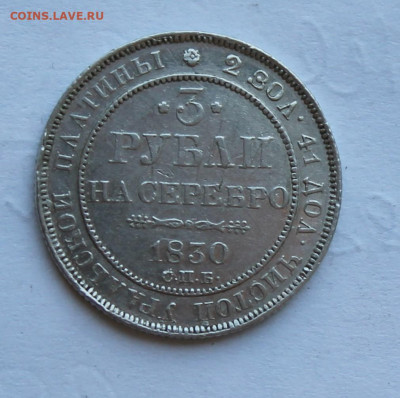 COINS.LAVE.RU
2 ЗОЛ · 41 ДОЛ · ЧИСТОЙ УРАЛЬСКОЙ ПЛАТИНЫ
·3·
РУБЛИ
НА СЕРЕБРО
1830
С.П.Б.